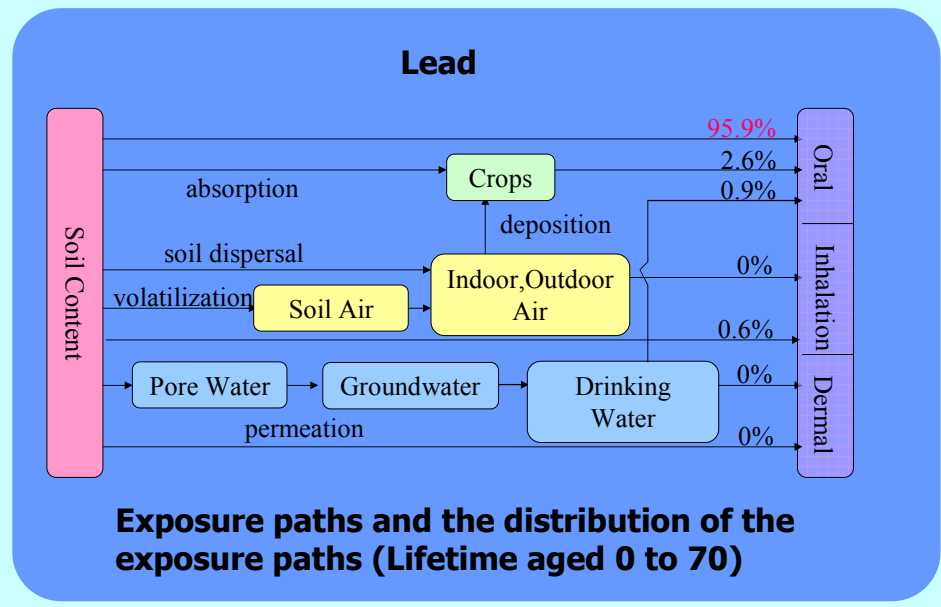 Lead
95.9%
2.6%
absorption
Crops
0.9%
Oral
deposition
soil dispersal
Soil Content
Indoor,Outdoor
Air
0%
Inhalation
volatilization
Soil Air
0.6%
Pore Water
Groundwater
Drinking
Water
0%
Dermal
permeation
0%
Exposure paths and the distribution of the
exposure paths (Lifetime aged 0 to 70)